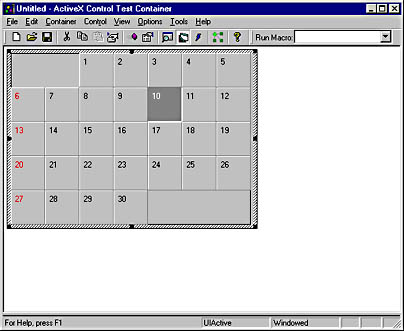 Untitled - ActiveX Control Test Container
File Edit Container Control View Options Tools Help
Run Macro:
1 2 3 4 5
6 7 8 9 10 11 12
13 14 15 16 17 18 19
20 21 22 23 24 25 26
27 28 29 30
For Help, press F1 UIActive Windowed